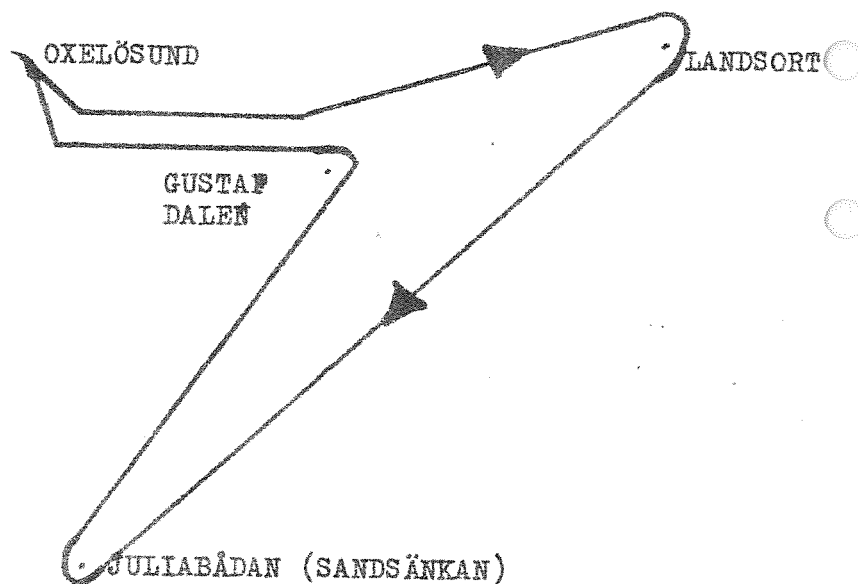 OXELÖSUND
LANDSORT
GUSTAF
DALEN
JULIABÅDAN (SANDSÄNKAN)